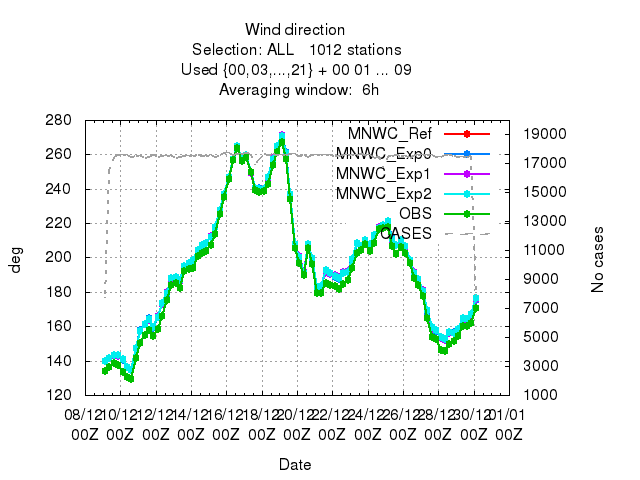 Wind direction
Selection: ALL   1012 stations
Used {00,03,...,21} + 00 01 ... 09
Averaging window:  6h
280
260
240
220
200
180
160
140
120
deg
MNWC_Ref
MNWC_Exp0
MNWC_Exp1
MNWC_Exp2
OBS
CASES
19000
17000
15000
13000
11000
9000
7000
5000
3000
1000
No cases
08/12 10/12 12/12 14/12 16/12 18/12 20/12 22/12 24/12 26/12 28/12 30/12 01/01
00Z 00Z 00Z 00Z 00Z 00Z 00Z 00Z 00Z 00Z 00Z 00Z 00Z
Date